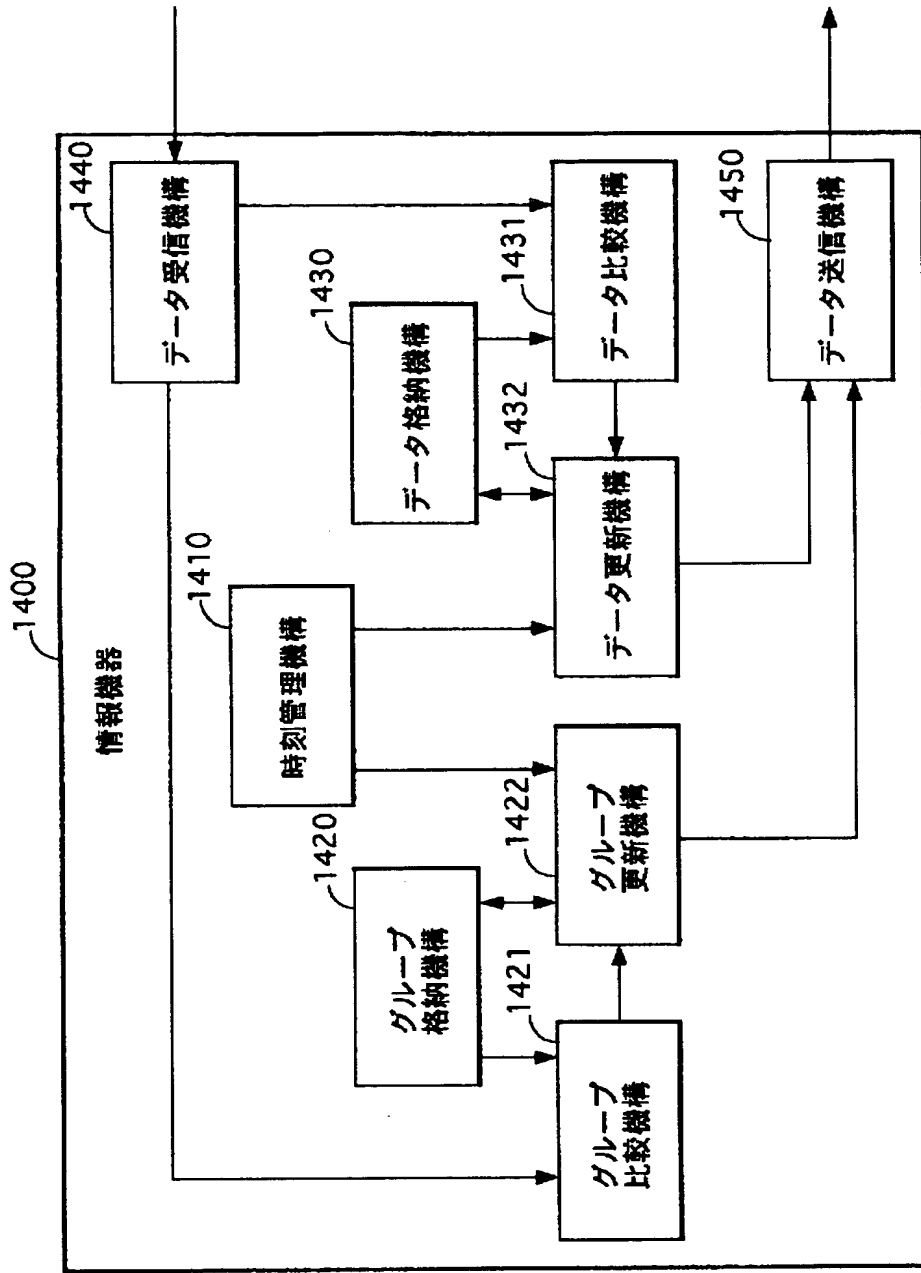 1400
情報機器
1440
データ受信機構
1410
時刻管理機構
1420
グループ
格納機構
1430
データ格納機構
1421
グループ
比較機構
1422
グループ
更新機構
1432
データ更新機構
1431
データ比較機構
1450
データ送信機構